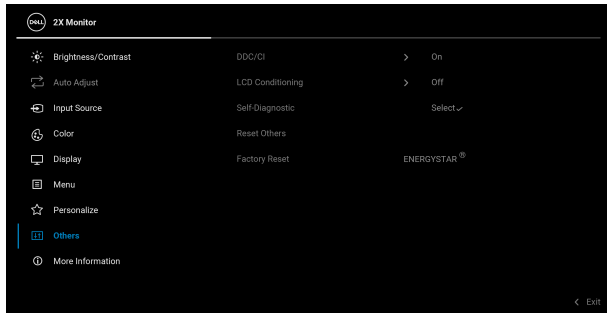 DELL 2X Monitor
Brightness/Contrast DDC/CI > On
Auto Adjust LCD Conditioning > Off
Input Source Self-Diagnostic Select ✓
Color Reset Others
Display Factory Reset ENERGYSTAR ®
Menu
Personalize
Others
More Information
< Exit